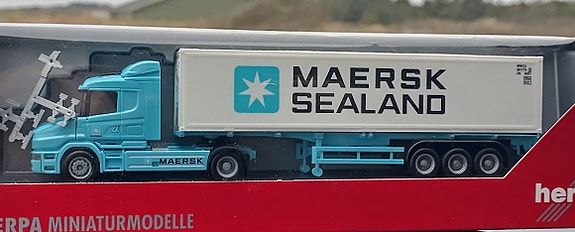 MAERSK
SEALAND
MAERSK
ERPA MINIATURMODELLE
her